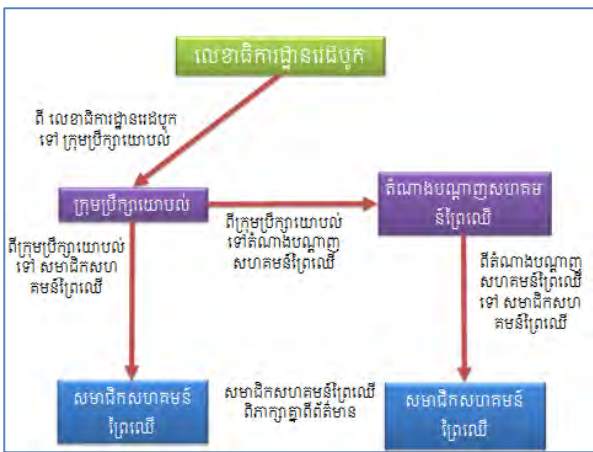 លេខាធិការដ្ឋានរេដបូក
ពី លេខាធិការដ្ឋានរេដបូក
ទៅ ក្រុមប្រឹក្សាយោបល់
ក្រុមប្រឹក្សាយោបល់
តំណាងបណ្តាញសហគម
ន៍ព្រៃឈើ
ពីក្រុមប្រឹក្សាយោបល់
ទៅតំណាងបណ្តាញ
សហគមន៍ព្រៃឈើ
ពីក្រុមប្រឹក្សាយោបល់
ទៅ សមាជិកសហ
គមន៍ព្រៃឈើ
ពីតំណាងបណ្តាញ
សហគមន៍ព្រៃឈើ
ទៅ សមាជិកសហ
គមន៍ព្រៃឈើ
សមាជិកសហគមន៍
ព្រៃឈើ
សមាជិកសហគមន៍ព្រៃឈើ
ពិភាក្សាគ្នាពីព័ត៌មាន
សមាជិកសហគមន៍
ព្រៃឈើ